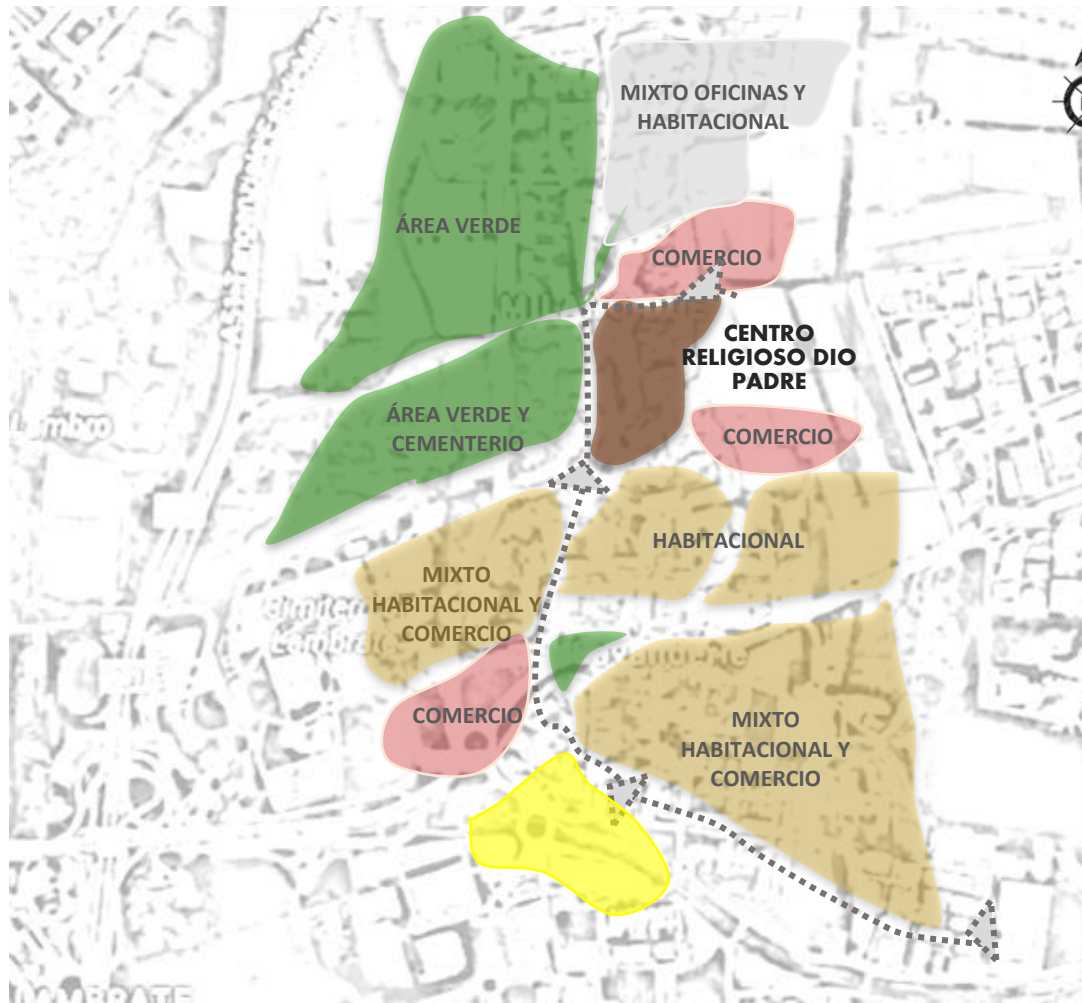 MIXTO OFICINAS Y
HABITACIONAL
ÁREA VERDE
COMERCIO
CENTRO
RELIGIOSO DIO
PADRE
ÁREA VERDE Y
CEMENTERIO
COMERCIO
HABITACIONAL
MIXTO
HABITACIONAL Y
COMERCIO
COMERCIO
MIXTO
HABITACIONAL Y
COMERCIO